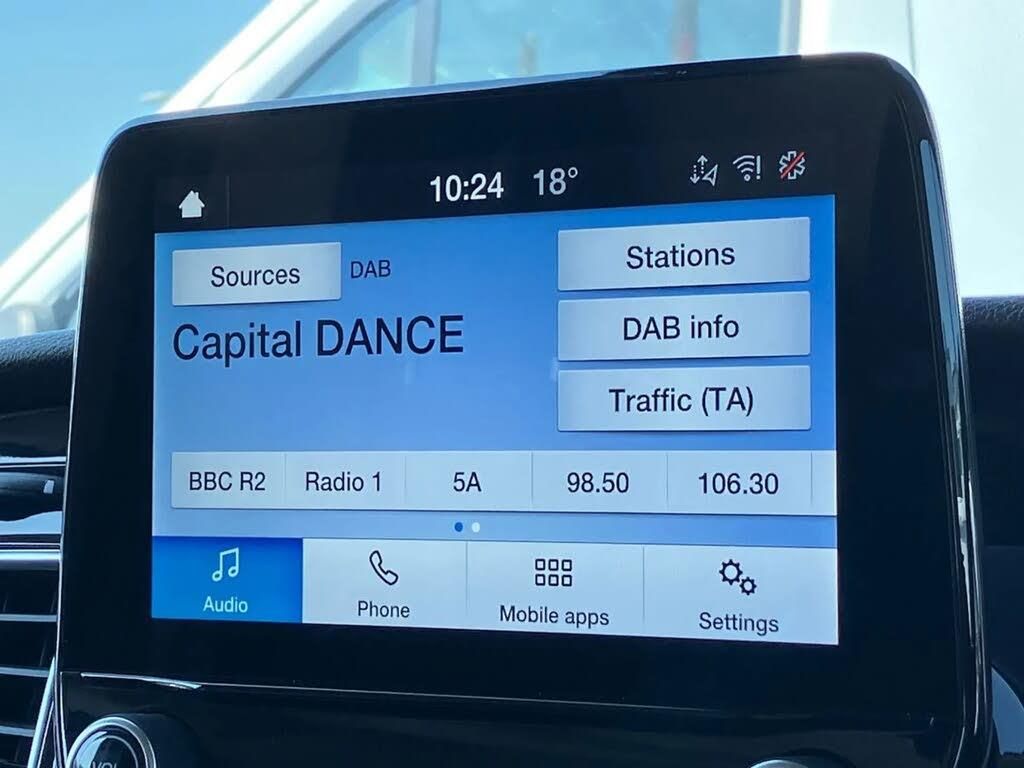 10:24 18°
Sources DAB
Stations
Capital DANCE
DAB info
Traffic (TA)
BBC R2 Radio 1 5A 98.50 106.30
Audio Phone Mobile apps Settings
VOL